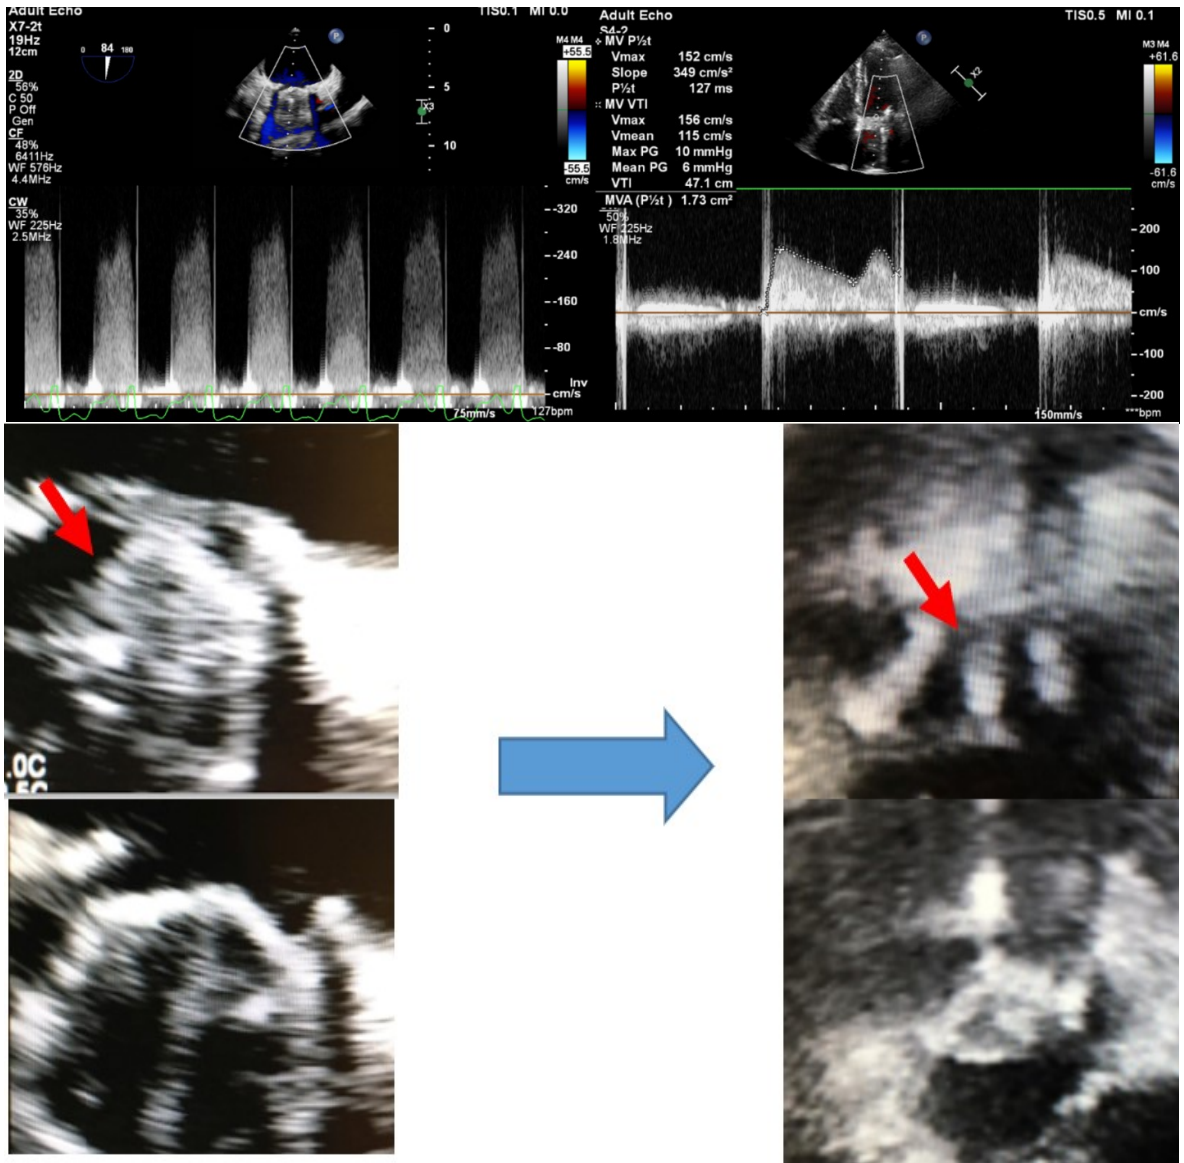 Adult Echo
TIS0.1 MI 0.0
X7-2t
19Hz
12cm
2D
56%
C 50
P Off
Gen
CF
48%
6411Hz
WF 576Hz
4.4MHz
CW
35%
WF 225Hz
2.5MHz
0 84 180
P
0
5
10
X3
M4 M4
+55.5
-55.5
cm/s
-320
-240
-160
-80
Inv
cm/s
75mm/s
127bpm
Adult Echo
TIS0.5 MI 0.1
S4-2
MV P½t
Vmax 152 cm/s
Slope 349 cm/s²
P½t 127 ms
MV VTI
Vmax 156 cm/s
Vmean 115 cm/s
Max PG 10 mmHg
Mean PG 6 mmHg
VTI 47.1 cm
MVA (P½t ) 1.73 cm²
50%
WF 225Hz
1.8MHz
P
X2
M3 M4
+61.6
-61.6
cm/s
200
100
cm/s
-100
-200
150mm/s
***bpm
.0C